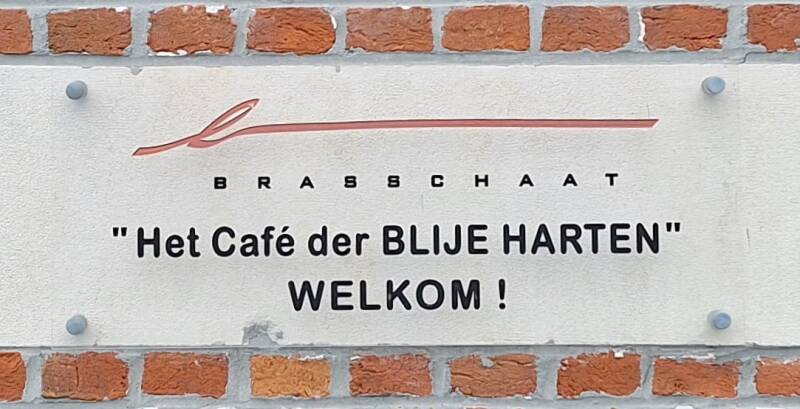 BRASSCHAAT
"Het Café der BLIJE HARTEN"
WELKOM !